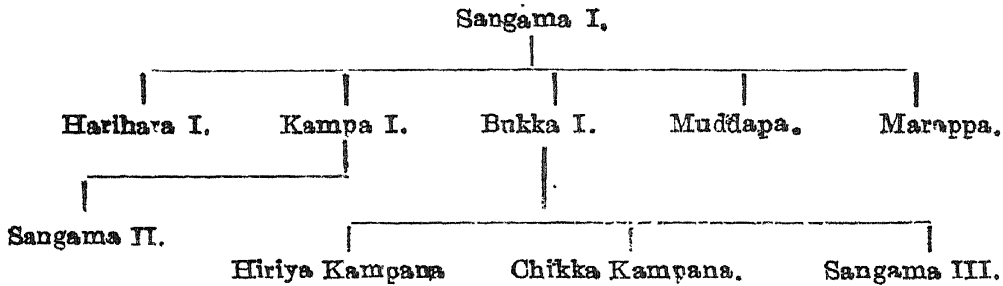 Sangama I.
Harihara I. Kampa I. Bukka I. Muddapa. Marappa.
Sangama II.
Hiriya Kampana Chikka Kampana. Sangama III.